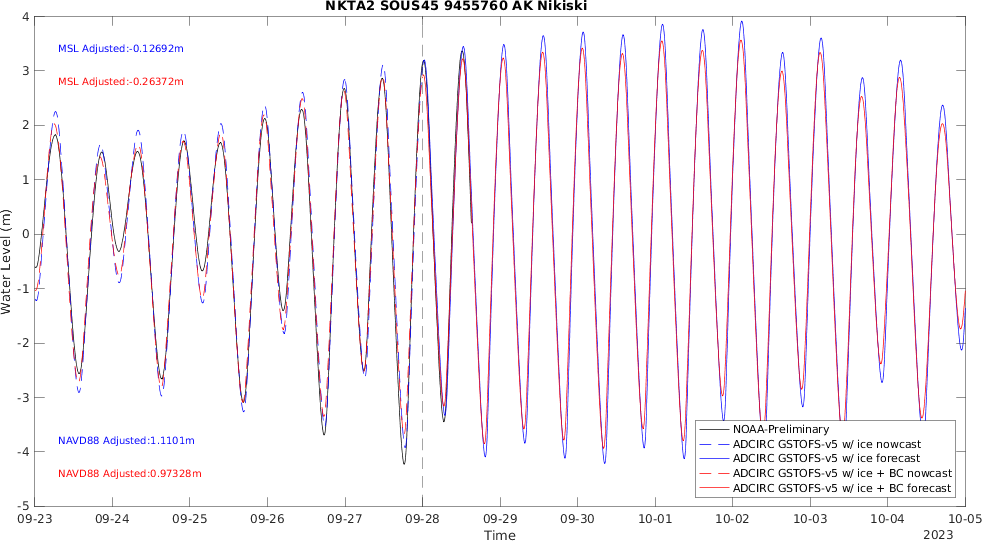 NKTA2 SOUS45 9455760 AK Nikiski
MSL Adjusted:-0.12692m
MSL Adjusted:-0.26372m
NAVD88 Adjusted:1.1101m
NAVD88 Adjusted:0.97328m
Water Level (m)
4
3
2
1
0
-1
-2
-3
-4
-5
NOAA-Preliminary
ADCIRC GSTOFS-v5 w/ ice nowcast
ADCIRC GSTOFS-v5 w/ ice forecast
ADCIRC GSTOFS-v5 w/ ice + BC nowcast
ADCIRC GSTOFS-v5 w/ ice + BC forecast
09-23 09-24 09-25 09-26 09-27 09-28 09-29 09-30 10-01 10-02 10-03 10-04 10-05
Time
2023